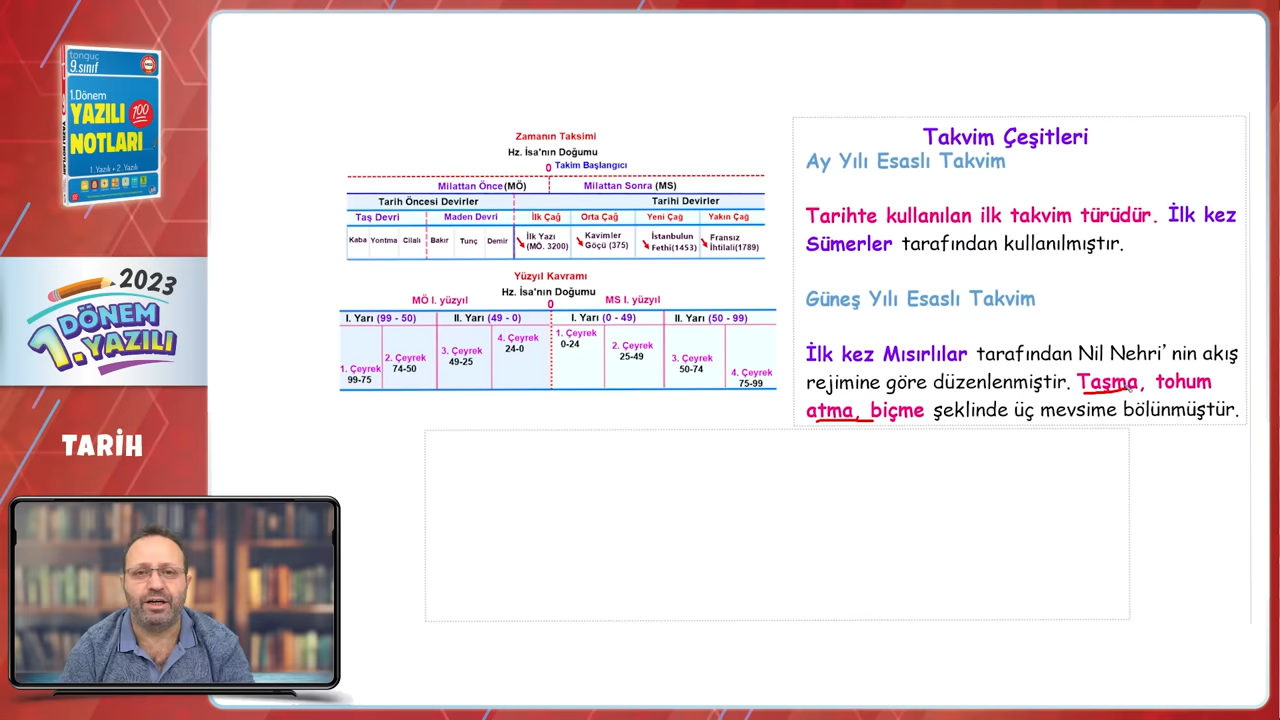 tonguç
9.sınıf
1.Dönem
YAZILI
100
NOTLARI
1.Yazılı • 2.Yazılı
YAZILI NOTLARI
2023
1. DÖNEM
YAZILI
TARİH
Zamanın Taksimi
Hz. İsa'nın Doğumu
0 Takim Başlangıcı
Milattan Önce (MÖ) Milattan Sonra (MS)
Tarih Öncesi Devirler Tarihi Devirler
Taş Devri Maden Devri İlk Çağ Orta Çağ Yeni Çağ Yakın Çağ
Kaba Yontma Cilalı Bakır Tunç Demir İlk Yazı Kavimler İstanbulun Fransız
(MÖ. 3200) Göçü (375) Fethi(1453) İhtilali(1789)
Yüzyıl Kavramı
Hz. İsa'nın Doğumu
MÖ I. yüzyıl 0 MS I. yüzyıl
I. Yarı (99 - 50) II. Yarı (49 - 0) I. Yarı (0 - 49) II. Yarı (50 - 99)
1. Çeyrek 2. Çeyrek 3. Çeyrek 4. Çeyrek 1. Çeyrek 2. Çeyrek 3. Çeyrek 4. Çeyrek
99-75 74-50 49-25 24-0 0-24 25-49 50-74 75-99
Takvim Çeşitleri
Ay Yılı Esaslı Takvim
Tarihte kullanılan ilk takvim türüdür. İlk kez
Sümerler tarafından kullanılmıştır.
Güneş Yılı Esaslı Takvim
İlk kez Mısırlılar tarafından Nil Nehri'nin akış
rejimine göre düzenlenmiştir. Taşma, tohum
atma, biçme şeklinde üç mevsime bölünmüştür.